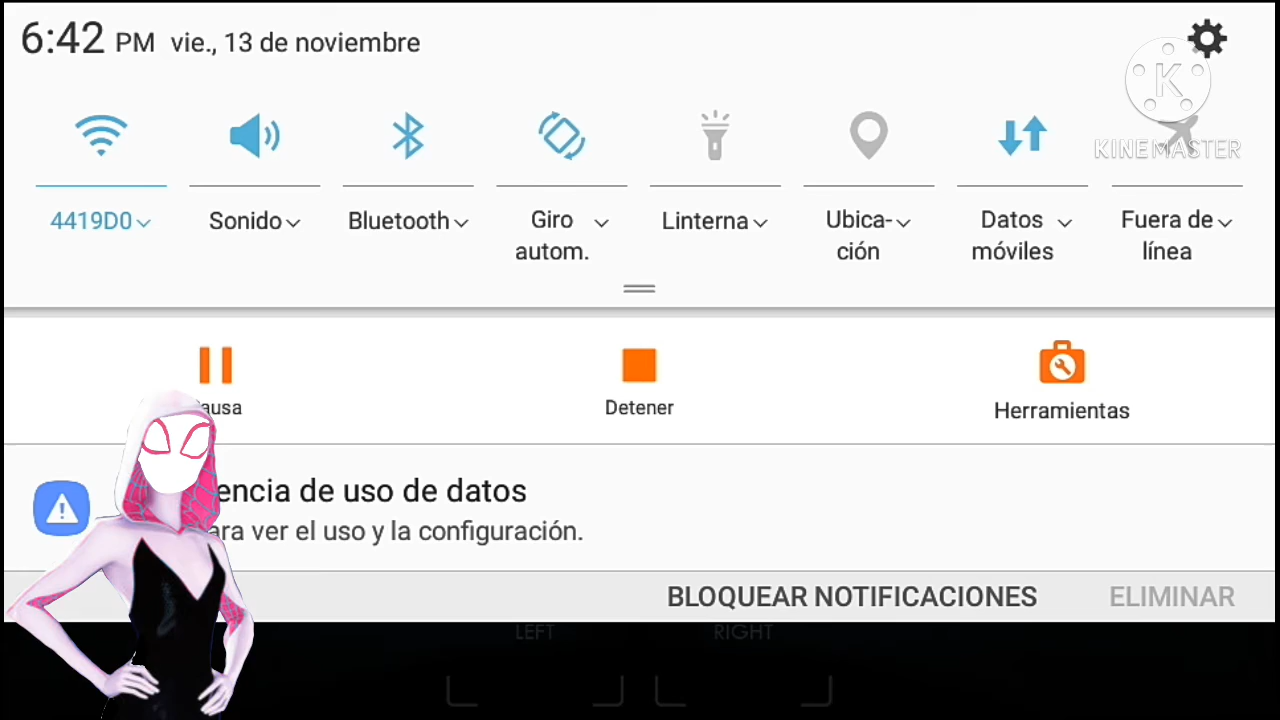 6:42 PM vie., 13 de noviembre
K
KINEMASTER
4419D0 Sonido Bluetooth Giro autom. Linterna Ubica-ción Datos móviles Fuera de línea
ausa Detener Herramientas
encia de uso de datos
ara ver el uso y la configuración.
BLOQUEAR NOTIFICACIONES ELIMINAR
LEFT RIGHT